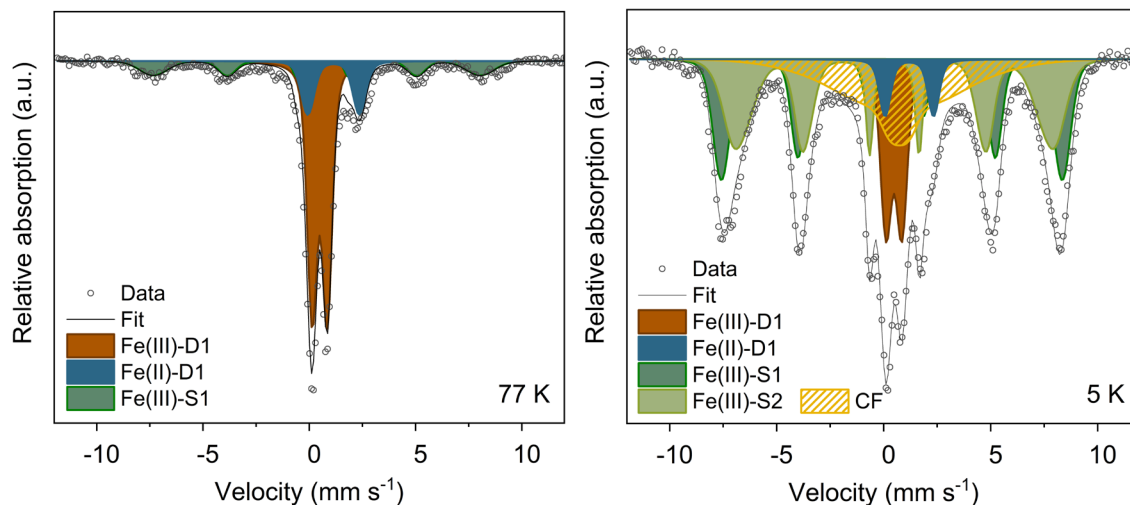 Relative absorption (a.u.)
Data
Fit
Fe(III)-D1
Fe(II)-D1
Fe(III)-S1
77 K
-10 -5 0 5 10
Velocity (mm s⁻¹)
Relative absorption (a.u.)
Data
Fit
Fe(III)-D1
Fe(II)-D1
Fe(III)-S1
Fe(III)-S2 CF
5 K
-10 -5 0 5 10
Velocity (mm s⁻¹)